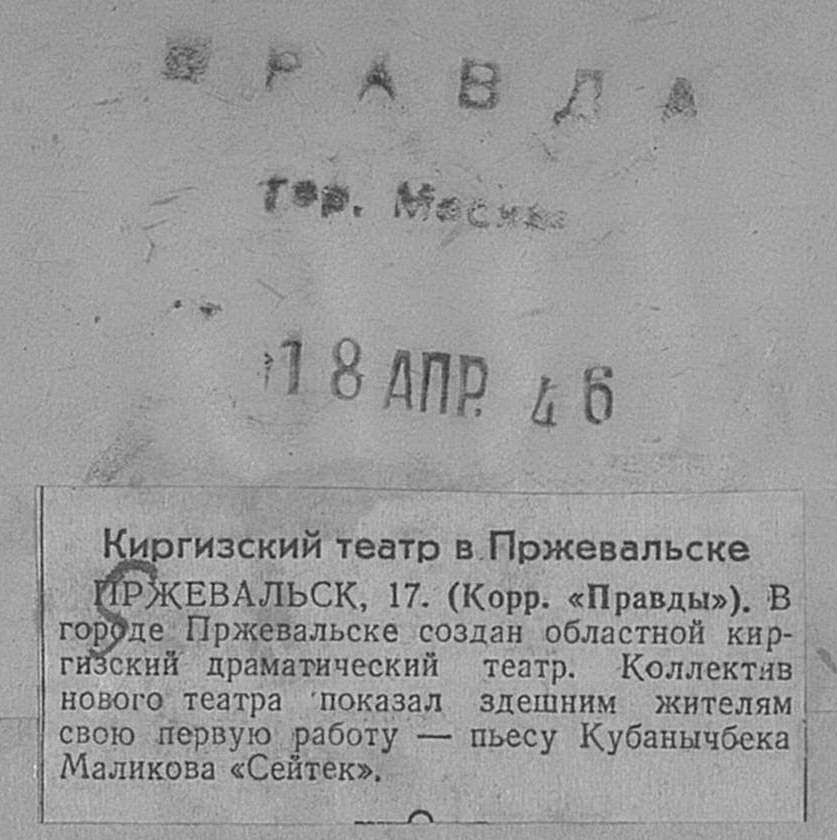 ПРАВДА
гор. Москва
18 АПР. 46
Киргизский театр в Пржевальске
ПРЖЕВАЛЬСК, 17. (Корр. «Правды»). В
городе Пржевальске создан областной кир-
гизский драматический театр. Коллектив
нового театра показал здешним жителям
свою первую работу — пьесу Кубанычбека
Маликова «Сейтек».